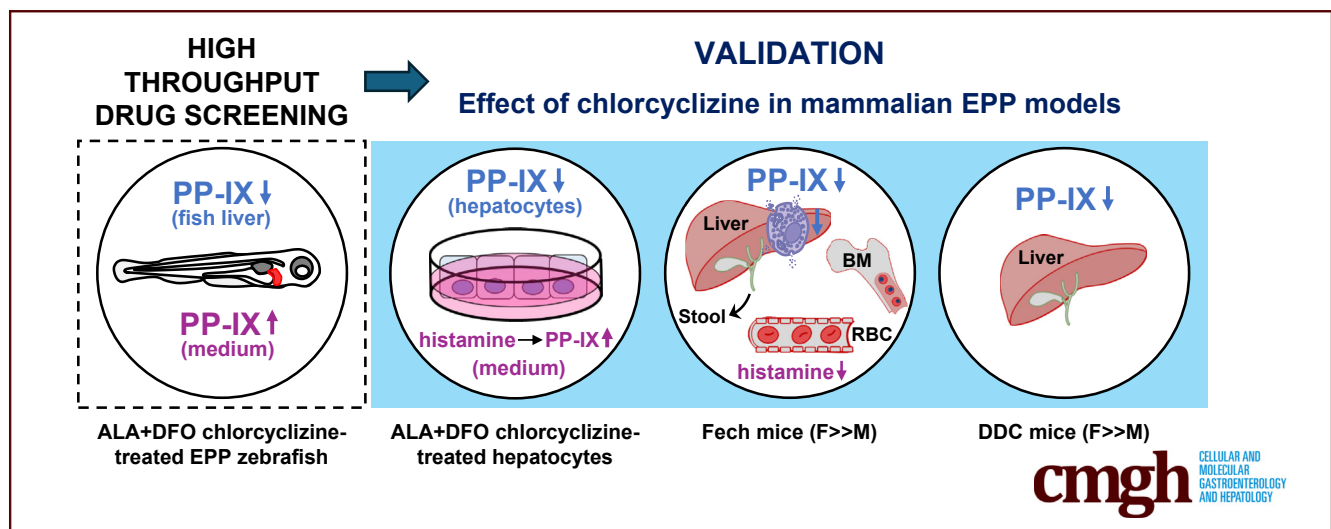 HIGH
THROUGHPUT
DRUG SCREENING
VALIDATION
Effect of chlorcyclizine in mammalian EPP models
PP-IX↓
(fish liver)
PP-IX↑
(medium)
ALA+DFO chlorcyclizine-
treated EPP zebrafish
PP-IX↓
(hepatocytes)
histamine→PP-IX↑
(medium)
ALA+DFO chlorcyclizine-
treated hepatocytes
PP-IX↓
Liver
↓
BM
Stool
RBC
histamine↓
Fech mice (F>>M)
PP-IX↓
Liver
DDC mice (F>>M)
cmgh
CELLULAR AND
MOLECULAR
GASTROENTEROLOGY
AND HEPATOLOGY